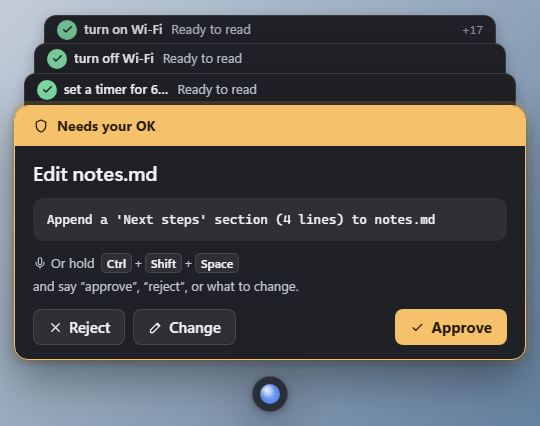 turn on Wi-Fi Ready to read +17
turn off Wi-Fi Ready to read
set a timer for 6... Ready to read
Needs your OK
Edit notes.md
Append a 'Next steps' section (4 lines) to notes.md
Or hold Ctrl + Shift + Space
and say “approve”, “reject”, or what to change.
Reject Change Approve